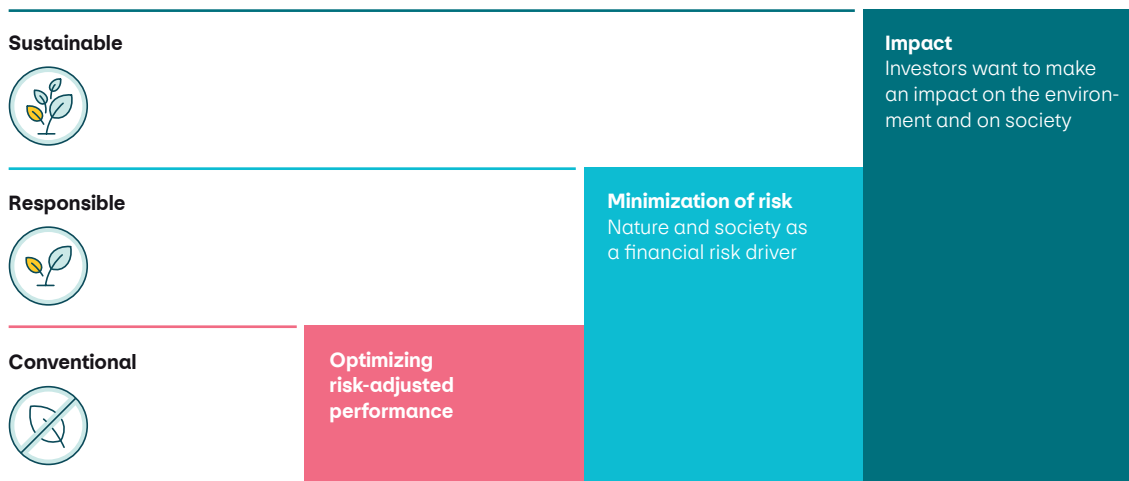 Sustainable
Impact
Investors want to make
an impact on the environ-
ment and on society
Responsible
Minimization of risk
Nature and society as
a financial risk driver
Conventional
Optimizing
risk-adjusted
performance